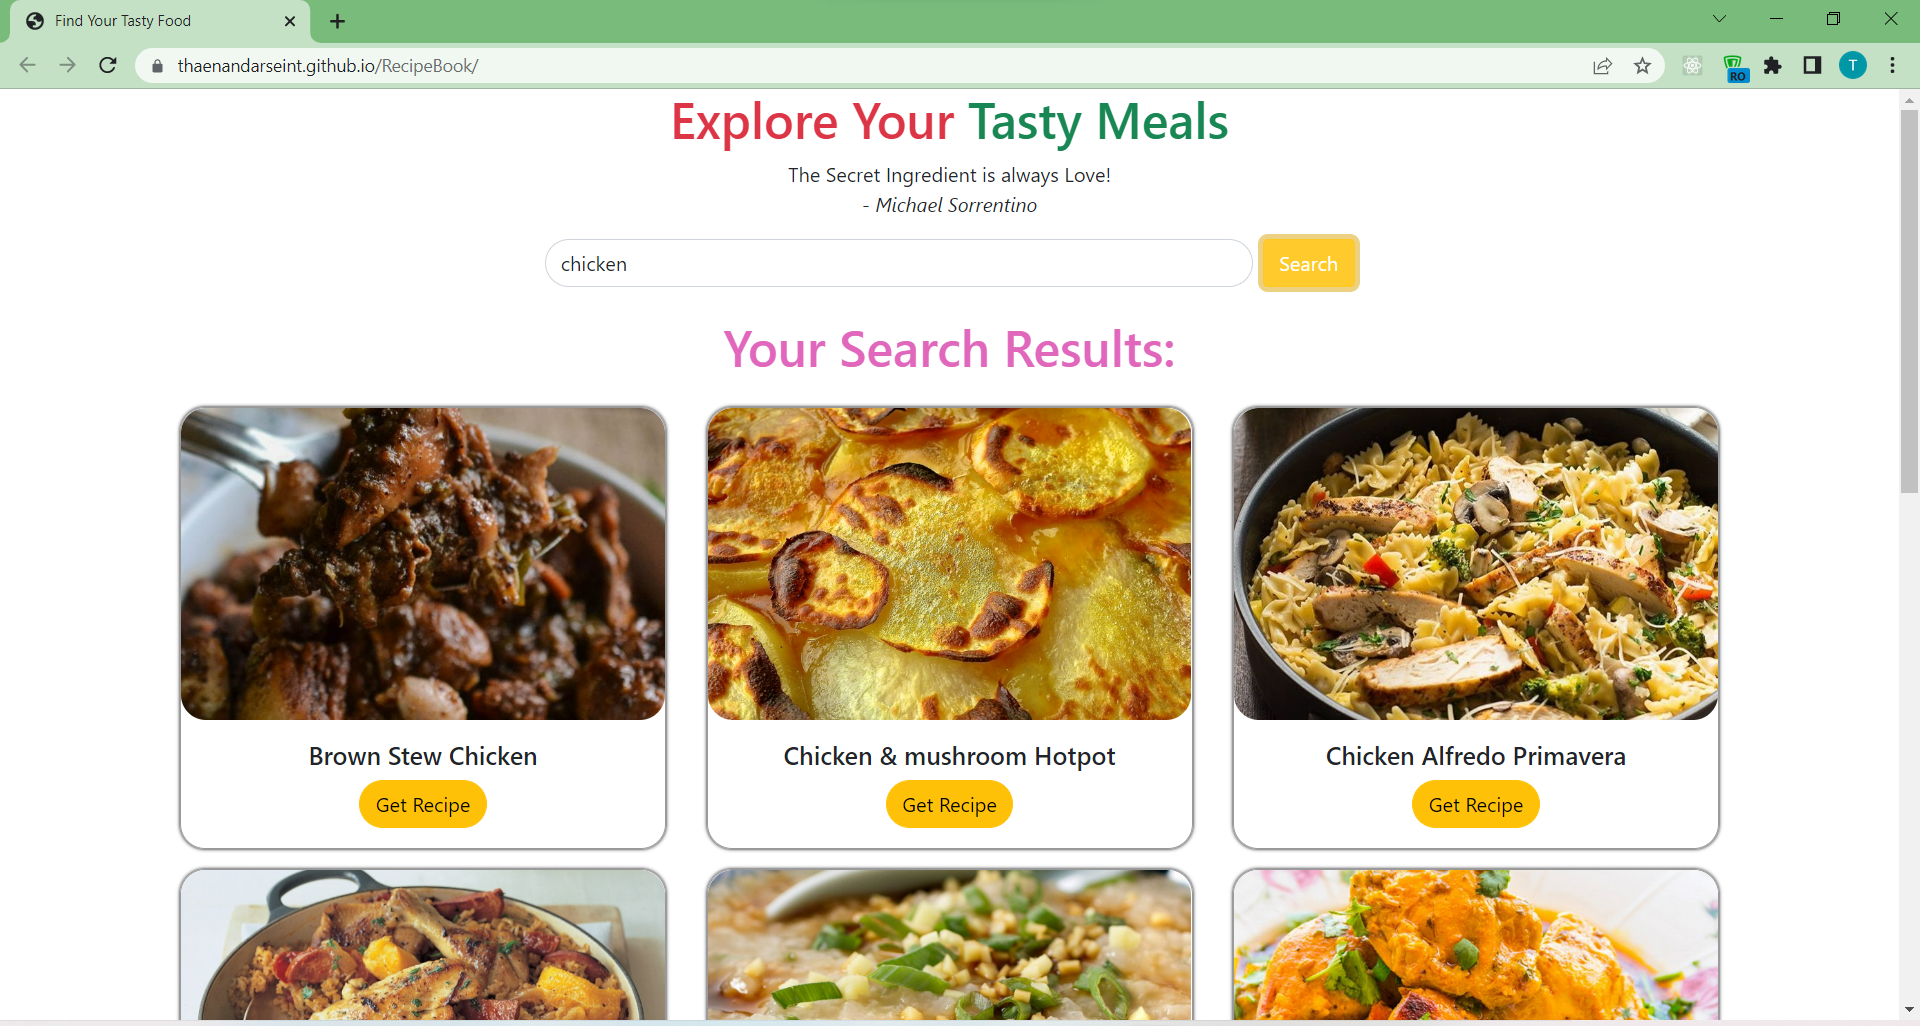 Find Your Tasty Food
thaenandarseint.github.io/RecipeBook/
RO
T
Explore Your Tasty Meals
The Secret Ingredient is always Love!
- Michael Sorrentino
chicken
Search
Your Search Results:
Brown Stew Chicken
Chicken & mushroom Hotpot
Chicken Alfredo Primavera
Get Recipe
Get Recipe
Get Recipe